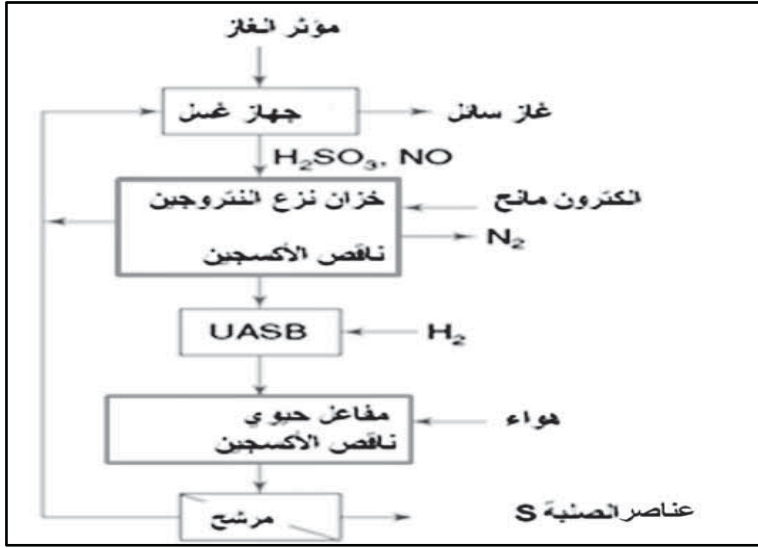 مؤثر الغاز
جهاز غسل
غاز سائل
H₂SO₃, NO
خزان نزع النتروجين
الكترون مانح
N₂
ناقص الأكسجين
UASB
H₂
مفاعل حيوي
هواء
ناقص الأكسجين
مرشح
عناصر الصلبة S